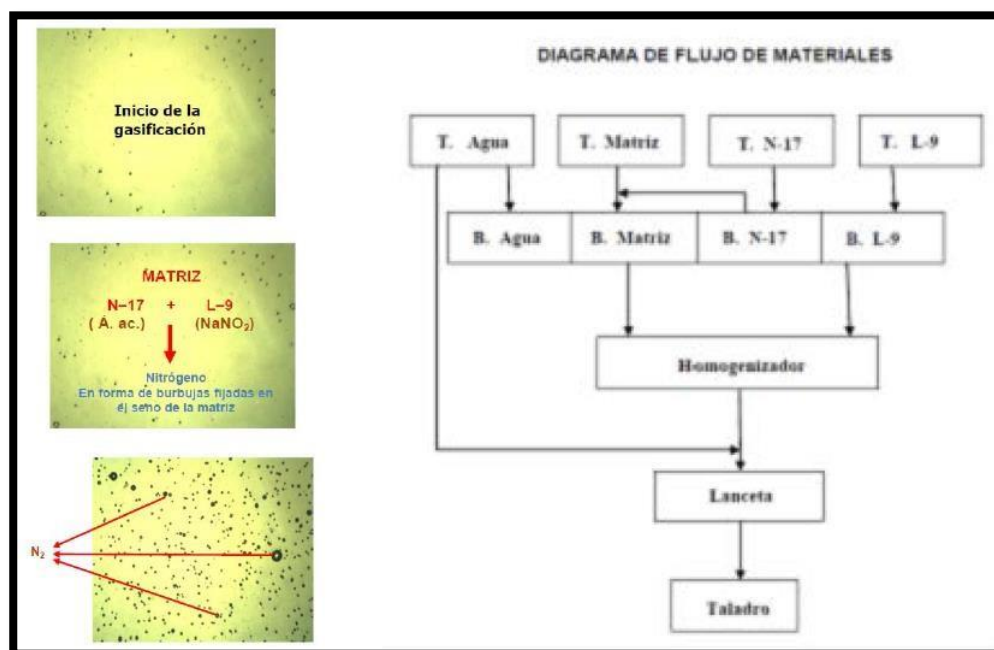 Inicio de la
gasificación
MATRIZ
N–17 + L–9
( Á. ac.) (NaNO₂)
Nitrógeno
En forma de burbujas fijadas en
el seno de la matriz
N₂
DIAGRAMA DE FLUJO DE MATERIALES
T. Agua T. Matriz T. N-17 T. L-9
B. Agua B. Matriz B. N-17 B. L-9
Homogenizador
Lanceta
Taladro